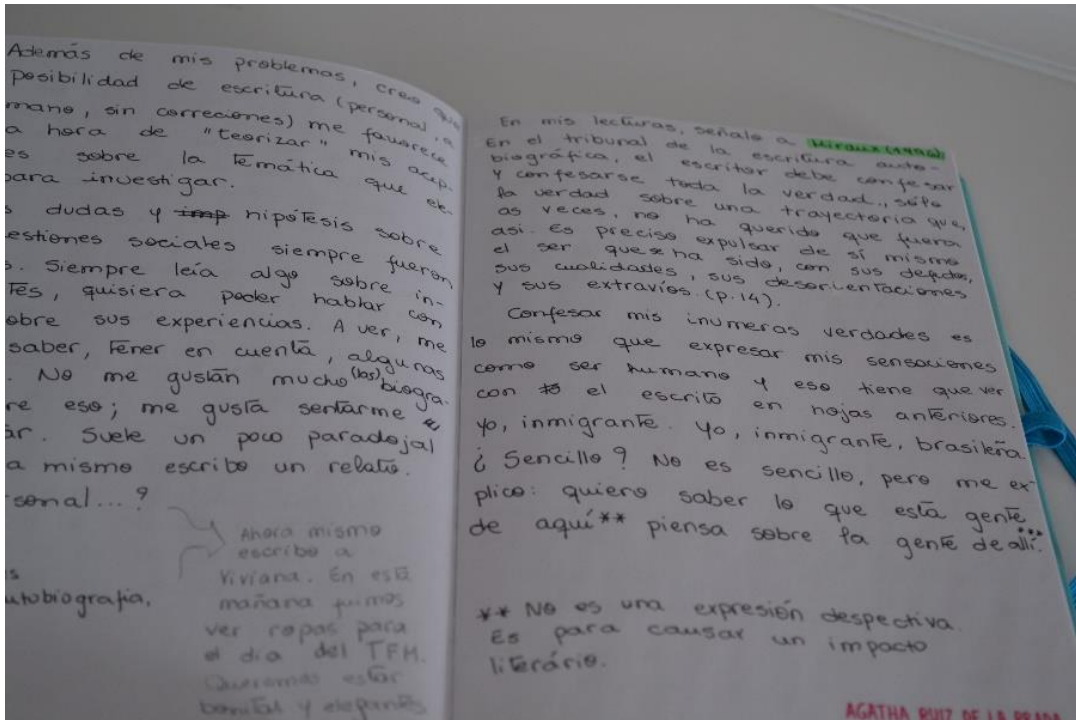 Además de mis problemas, creo que
posibilidad de escritura (personal, a
mano, sin correciones) me favorece
a hora de "teorizar" mis acep-
es sobre la temática que ele-
para investigar.
s dudas y imp hipótesis sobre
estiones sociales siempre fueron
s. Siempre leía algo sobre in-
tes, quisiera poder hablar con
obre sus experiencias. A ver, me
saber, tener en cuenta, algunas
. No me gustan mucho (las) biogra-
re eso; me gusta sentarme a
ar. Suele un poco paradojal
a mismo escribo un relato.
rsonal...?
Ahora mismo
escribo a
Viviana. En esta
mañana fuimos
ver ropas para
el día del TFM.
Queremos estar
bonitas y elegantes
s
utobiografia,
En mis lecturas, señalo a Miraux (1996)
En el tribunal de la escritura auto-
biográfica, el escritor debe confesar
y confesarse toda la verdad, sólo
la verdad sobre una trayectoria que,
as veces, no ha querido que fuera
así. Es preciso expulsar de sí mismo
el ser que ha sido, con sus defectos,
sus cualidades, sus desorientaciones
y sus extravíos. (p.14).
Confesar mis inumeras verdades es
lo mismo que expresar mis sensaciones
como ser humano y eso tiene que ver
con el escrito en hojas anteriores.
yo, inmigrante. yo, inmigrante, brasileña.
¿Sencillo? No es sencillo, pero me ex-
plico: quiero saber lo que esta gente
de aquí** piensa sobre la gente de allí...
** No es una expresión despectiva.
Es para causar un impacto
literário.
AGATHA RUIZ DE LA PRADA